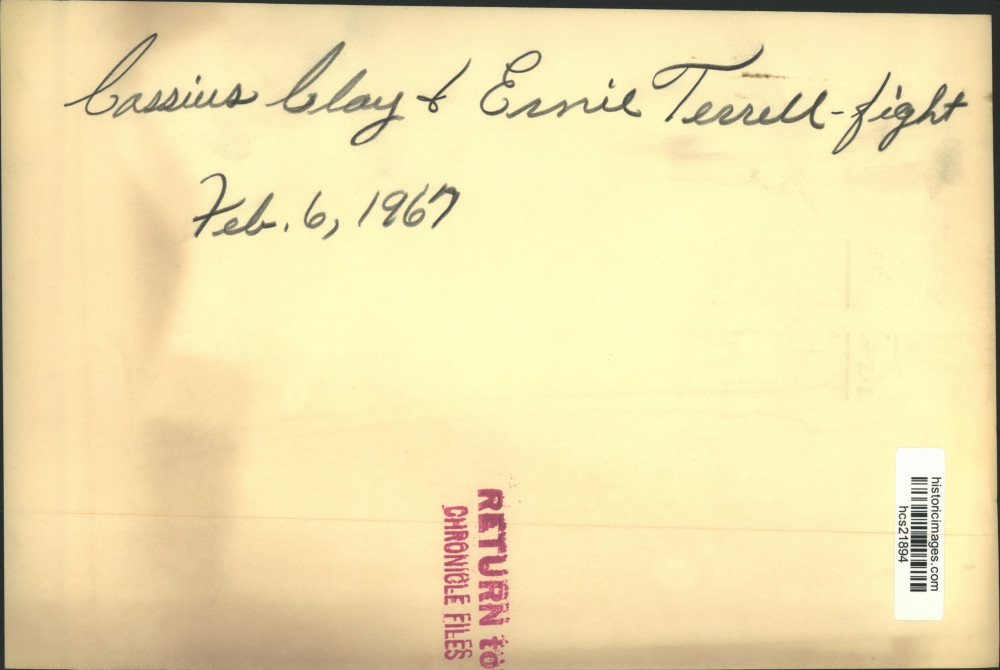 Cassius Clay & Ernie Terrell - fight
Feb. 6, 1967
RETURN to
CHRONICLE FILES
historicimages.com
hcs21894